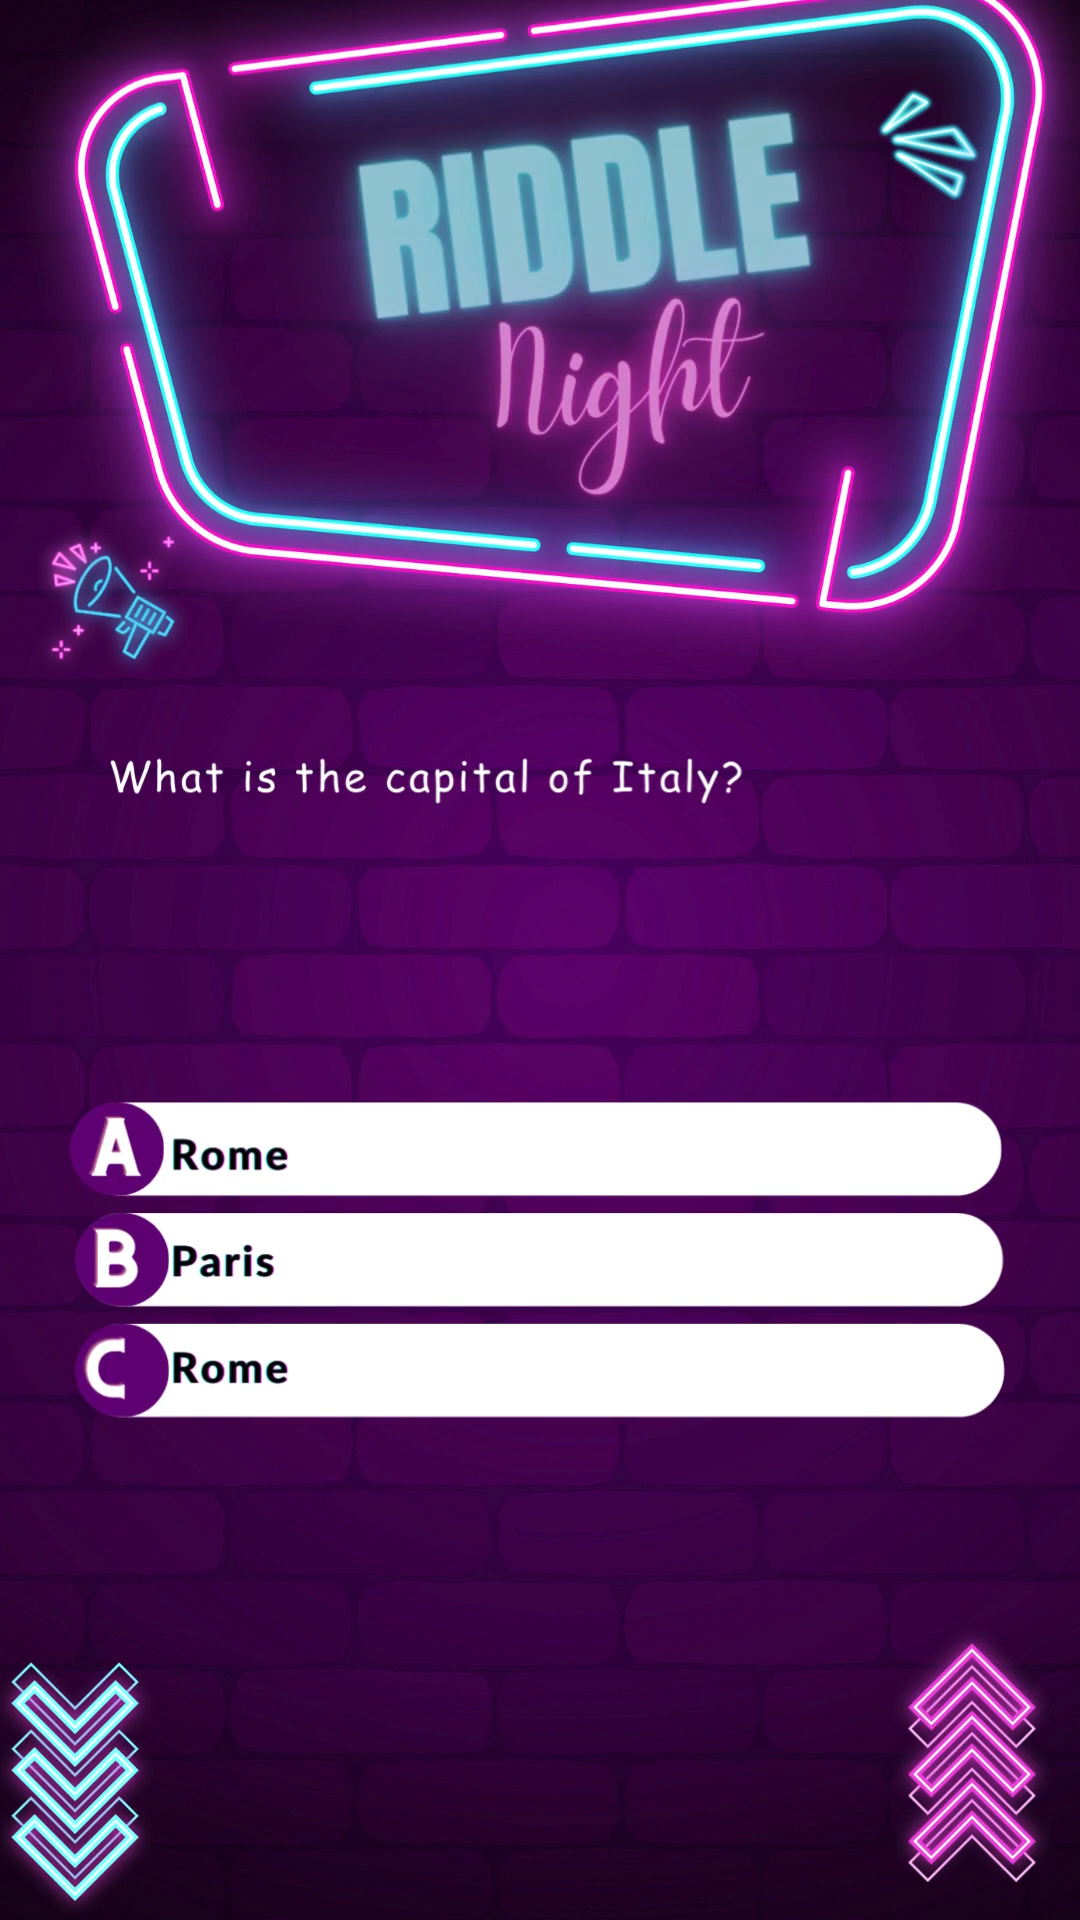 RIDDLE
Night
What is the capital of Italy?
A Rome
B Paris
C Rome